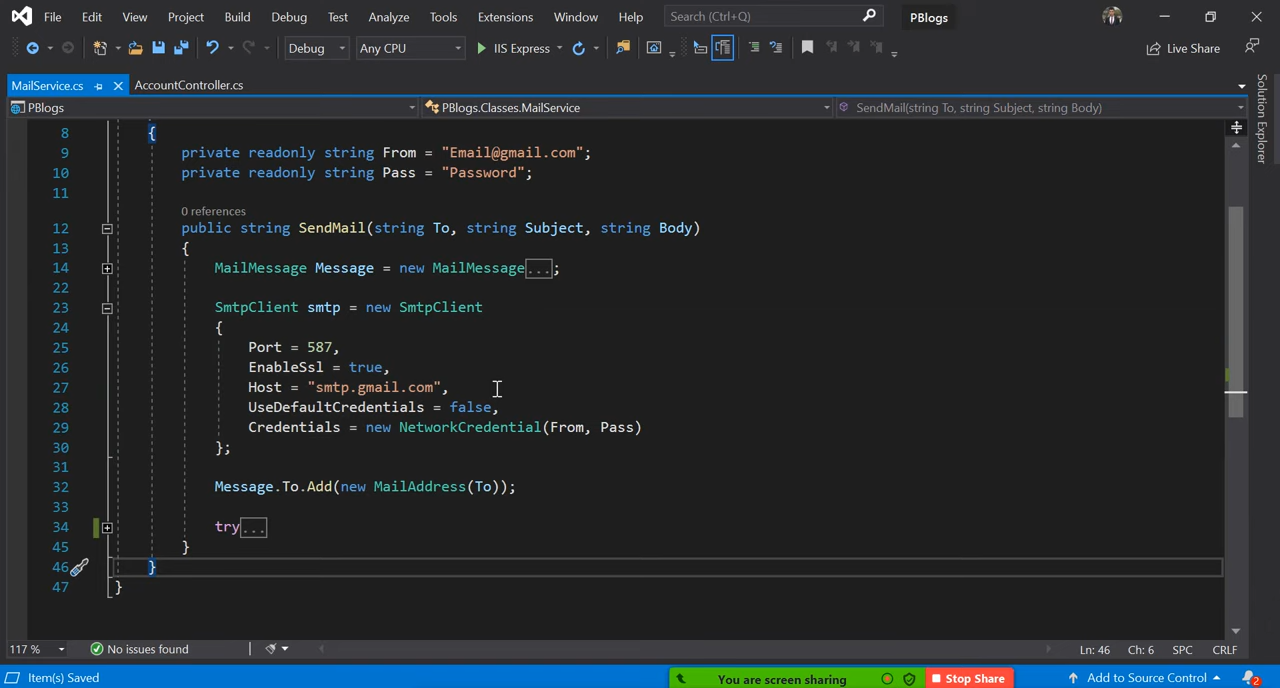 File Edit View Project Build Debug Test Analyze Tools Extensions Window Help Search (Ctrl+Q) PBlogs
Debug Any CPU IIS Express Live Share
MailService.cs AccountController.cs
PBlogs PBlogs.Classes.MailService SendMail(string To, string Subject, string Body)
Solution Explorer
8 {
9 private readonly string From = "Email@gmail.com";
10 private readonly string Pass = "Password";
11
0 references
12 public string SendMail(string To, string Subject, string Body)
13 {
14 MailMessage Message = new MailMessage...;
22
23 SmtpClient smtp = new SmtpClient
24 {
25 Port = 587,
26 EnableSsl = true,
27 Host = "smtp.gmail.com",
28 UseDefaultCredentials = false,
29 Credentials = new NetworkCredential(From, Pass)
30 };
31
32 Message.To.Add(new MailAddress(To));
33
34 try...
45 }
46 }
47 }
117 % No issues found Ln: 46 Ch: 6 SPC CRLF
Item(s) Saved You are screen sharing Stop Share Add to Source Control 2